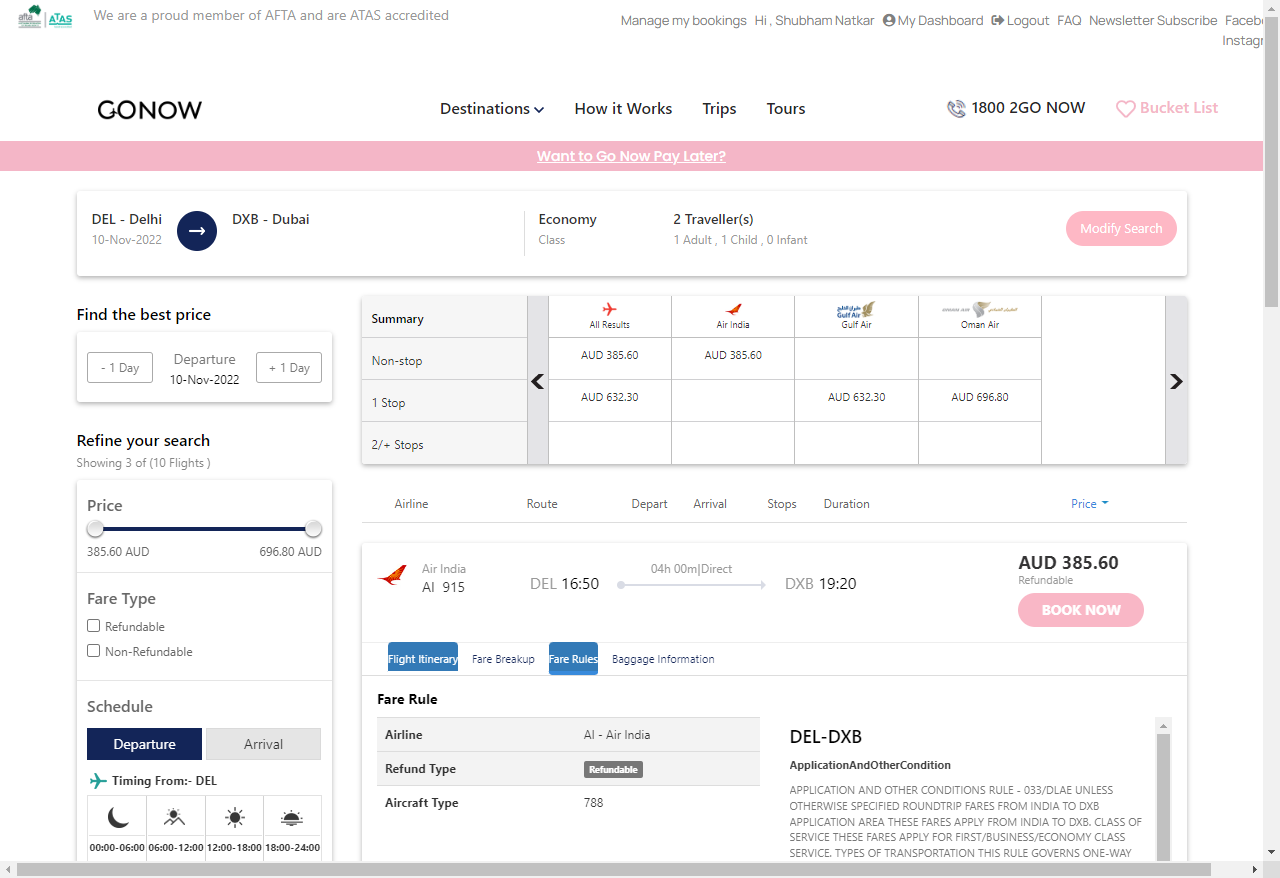 afta ATAS We are a proud member of AFTA and are ATAS accredited
Manage my bookings Hi , Shubham Natkar My Dashboard Logout FAQ Newsletter Subscribe Faceb
Instagr
GONOW
Destinations How it Works Trips Tours
1800 2GO NOW Bucket List
Want to Go Now Pay Later?
DEL - Delhi
10-Nov-2022
DXB - Dubai
Economy
Class
2 Traveller(s)
1 Adult , 1 Child , 0 Infant
Modify Search
Find the best price
- 1 Day
Departure
10-Nov-2022
+ 1 Day
Refine your search
Showing 3 of (10 Flights )
Price
385.60 AUD 696.80 AUD
Fare Type
Refundable
Non-Refundable
Schedule
Departure Arrival
Timing From:- DEL
00:00-06:00 06:00-12:00 12:00-18:00 18:00-24:00
Summary All Results Air India Gulf Air Gulf Air Oman Air
Non-stop AUD 385.60 AUD 385.60
1 Stop AUD 632.30 AUD 632.30 AUD 696.80
2/+ Stops
Airline Route Depart Arrival Stops Duration Price
Air India
AI 915
DEL 16:50
04h 00m|Direct
DXB 19:20
AUD 385.60
Refundable
BOOK NOW
Flight Itinerary Fare Breakup Fare Rules Baggage Information
Fare Rule
Airline AI - Air India
Refund Type Refundable
Aircraft Type 788
DEL-DXB
ApplicationAndOtherCondition
APPLICATION AND OTHER CONDITIONS RULE - 033/DLAE UNLESS
OTHERWISE SPECIFIED ROUNDTRIP FARES FROM INDIA TO DXB
APPLICATION AREA THESE FARES APPLY FROM INDIA TO DXB. CLASS OF
SERVICE THESE FARES APPLY FOR FIRST/BUSINESS/ECONOMY CLASS
SERVICE. TYPES OF TRANSPORTATION THIS RULE GOVERNS ONE-WAY